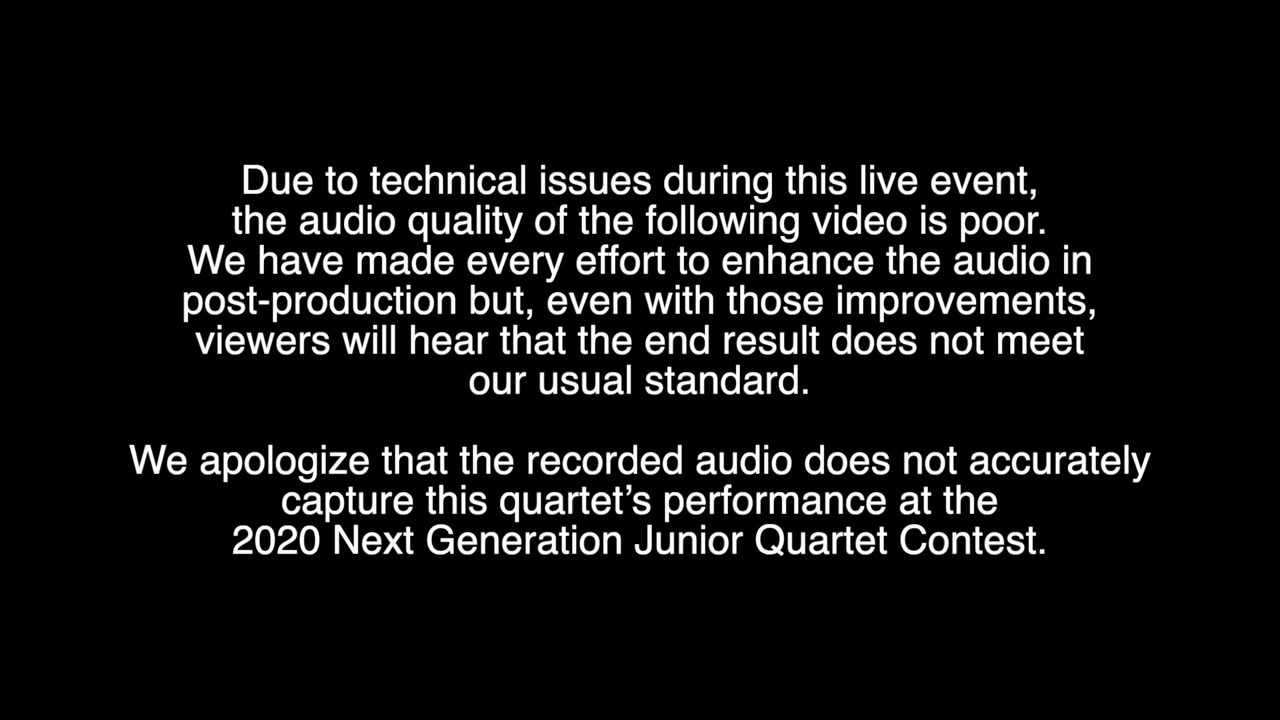 Due to technical issues during this live event,
the audio quality of the following video is poor.
We have made every effort to enhance the audio in
post-production but, even with those improvements,
viewers will hear that the end result does not meet
our usual standard.
We apologize that the recorded audio does not accurately
capture this quartet’s performance at the
2020 Next Generation Junior Quartet Contest.